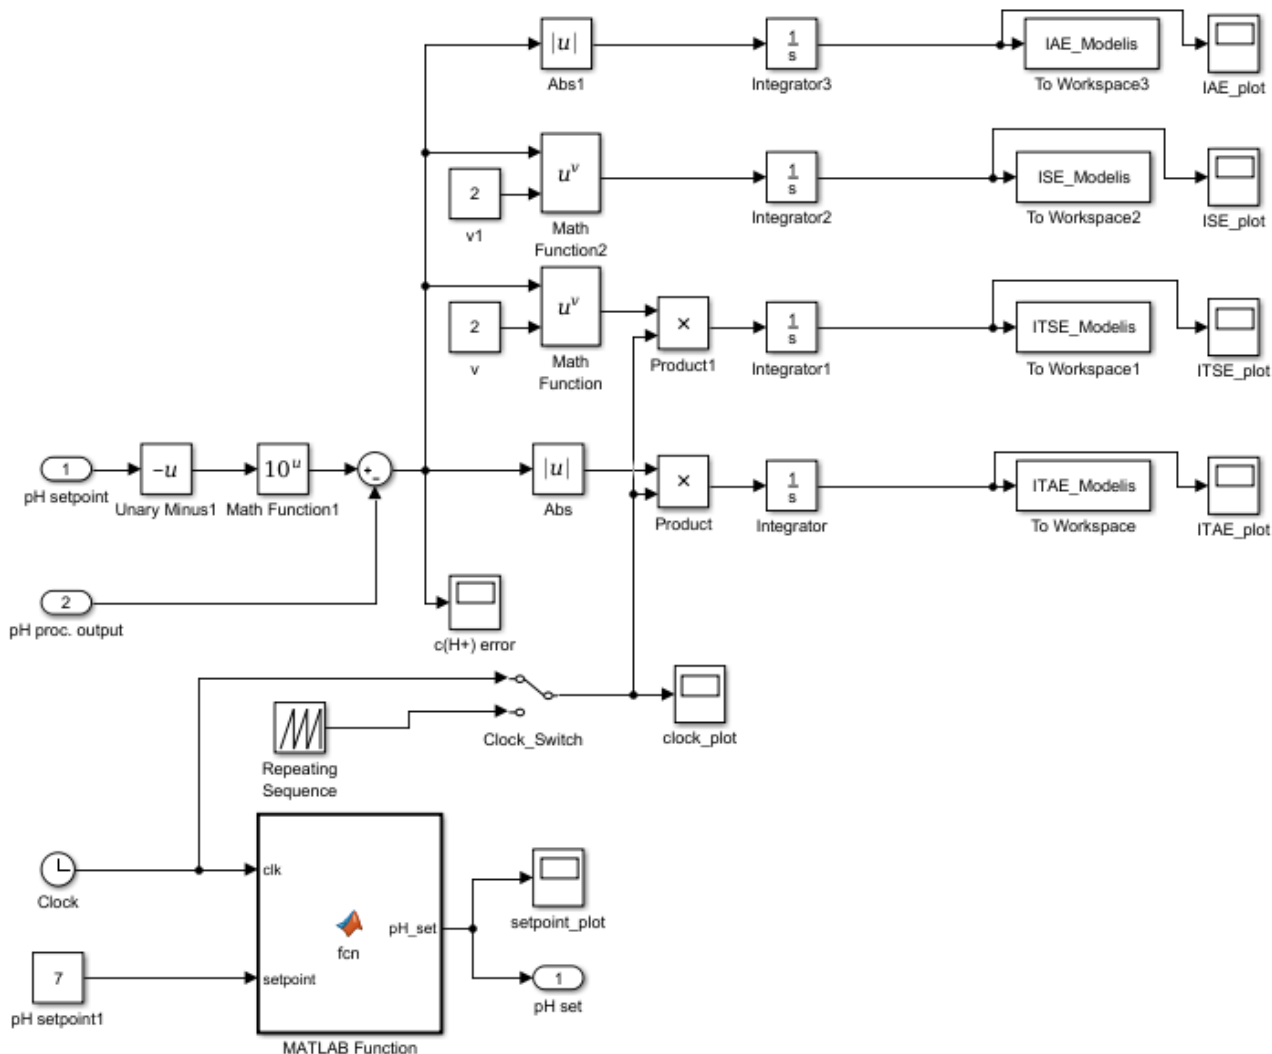 |u|
Abs1
1
s
Integrator3
IAE_Modelis
To Workspace3
IAE_plot
2
v1
u^v
Math
Function2
1
s
Integrator2
ISE_Modelis
To Workspace2
ISE_plot
2
v
u^v
Math
Function
×
Product1
1
s
Integrator1
ITSE_Modelis
To Workspace1
ITSE_plot
1
pH setpoint
-u
Unary Minus1
10^u
Math Function1
+
-
|u|
Abs
×
Product
1
s
Integrator
ITAE_Modelis
To Workspace
ITAE_plot
2
pH proc. output
c(H+) error
Clock_Switch
clock_plot
Repeating
Sequence
Clock
clk
fcn
pH_set
setpoint
MATLAB Function
setpoint_plot
7
pH setpoint1
1
pH set